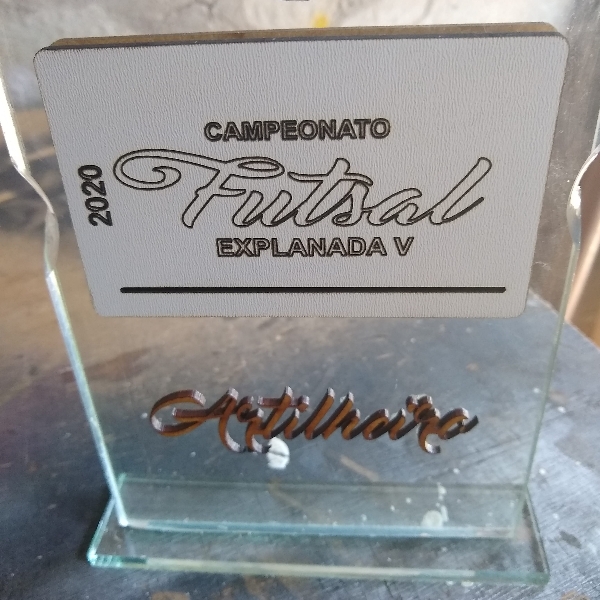 CAMPEONATO
2020
Futsal
EXPLANADA V
Artilheiro